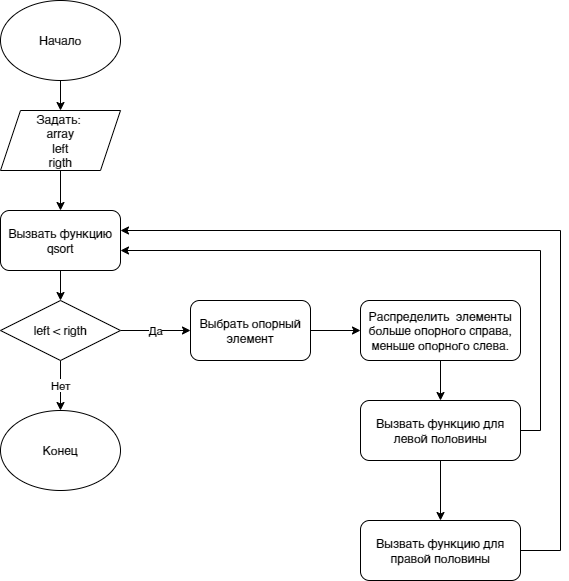 Начало
Задать:
array
left
rigth
Вызвать функцию
qsort
left < rigth
Да
Выбрать опорный
элемент
Распределить элементы
больше опорного справа,
меньше опорного слева.
Нет
Вызвать функцию для
левой половины
Конец
Вызвать функцию для
правой половины